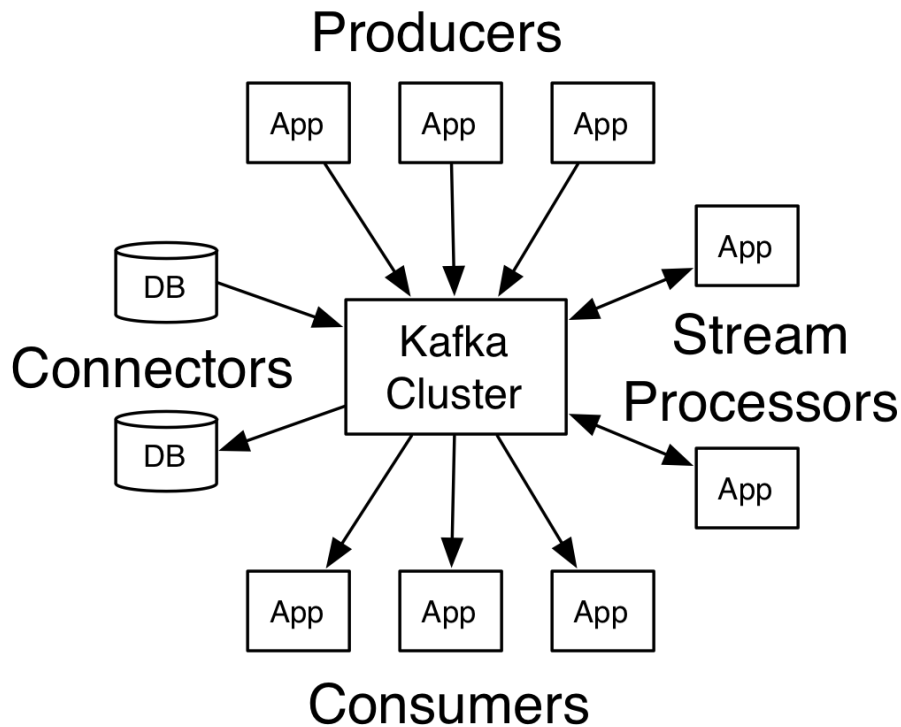 Producers
App
App
App
App
DB
Kafka
Cluster
Stream
Processors
Connectors
DB
App
App
App
App
Consumers